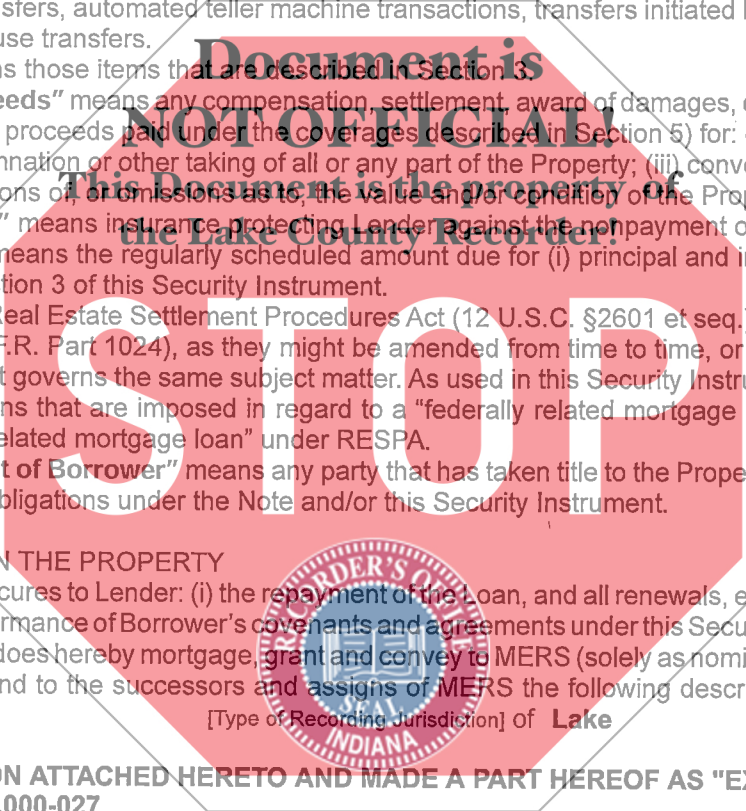 sfers, automated teller machine transactions, transfers initiated
use transfers.
Document is
s those items that are described in Section 3.
eeds" means any compensation, settlement, award of damages,
NOT OFFICIAL!
proceeds paid under the coverages described in Section 5) for:
nation or other taking of all or any part of the Property; (iii) conve
This Document is the property of
ons of, or omissions as to, the value and/or condition of the Prop
the Lake County Recorder!
" means insurance protecting Lender against the nonpayment o
means the regularly scheduled amount due for (i) principal and i
tion 3 of this Security Instrument.
STOP
Real Estate Settlement Procedures Act (12 U.S.C. §2601 et seq.
F.R. Part 1024), as they might be amended from time to time, or
t governs the same subject matter. As used in this Security Instru
ns that are imposed in regard to a “federally related mortgage
elated mortgage loan” under RESPA.
t of Borrower" means any party that has taken title to the Prope
bligations under the Note and/or this Security Instrument.
N THE PROPERTY
cures to Lender: (i) the repayment of the Loan, and all renewals, e
rmance of Borrower's covenants and agreements under this Secu
does hereby mortgage, grant and convey to MERS (solely as nomi
nd to the successors and assigns of MERS the following descr
[Type of Recording Jurisdiction] of Lake
RECORDER'S OFFICE
SEAL
INDIANA
ON ATTACHED HERETO AND MADE A PART HEREOF AS "EX
000-027